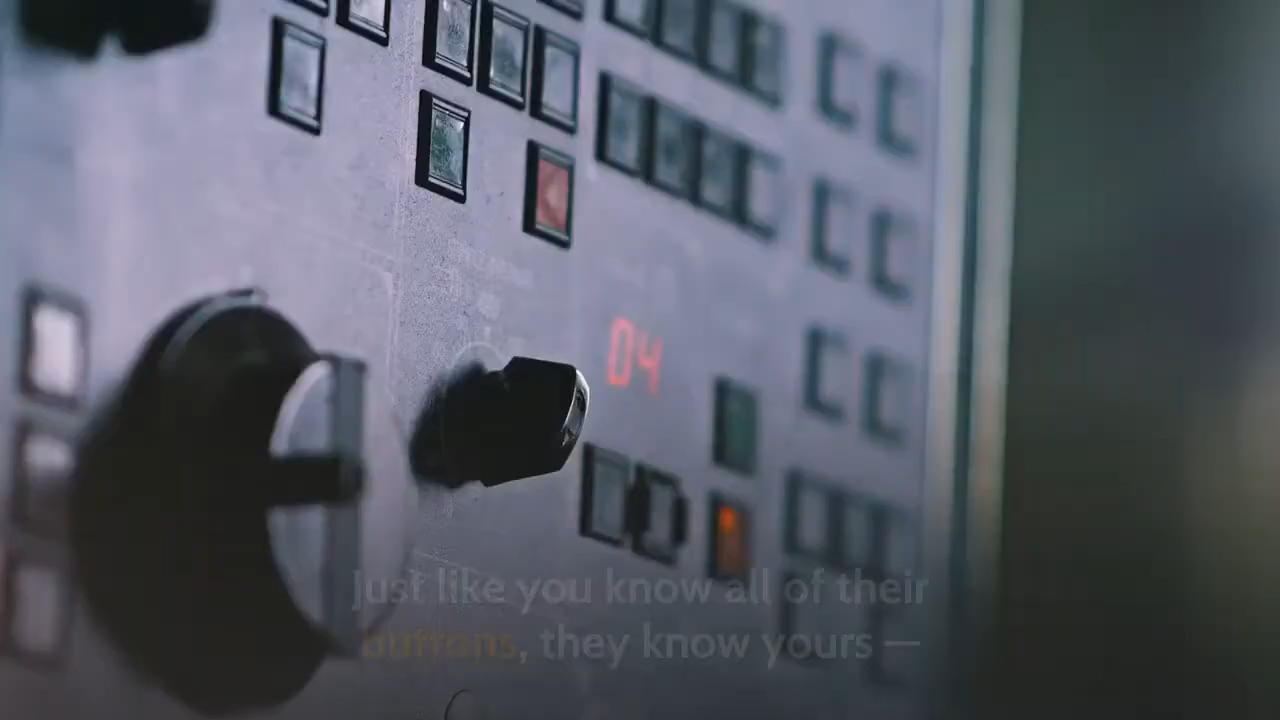 04
Just like you know all of their
buttons, they know yours —